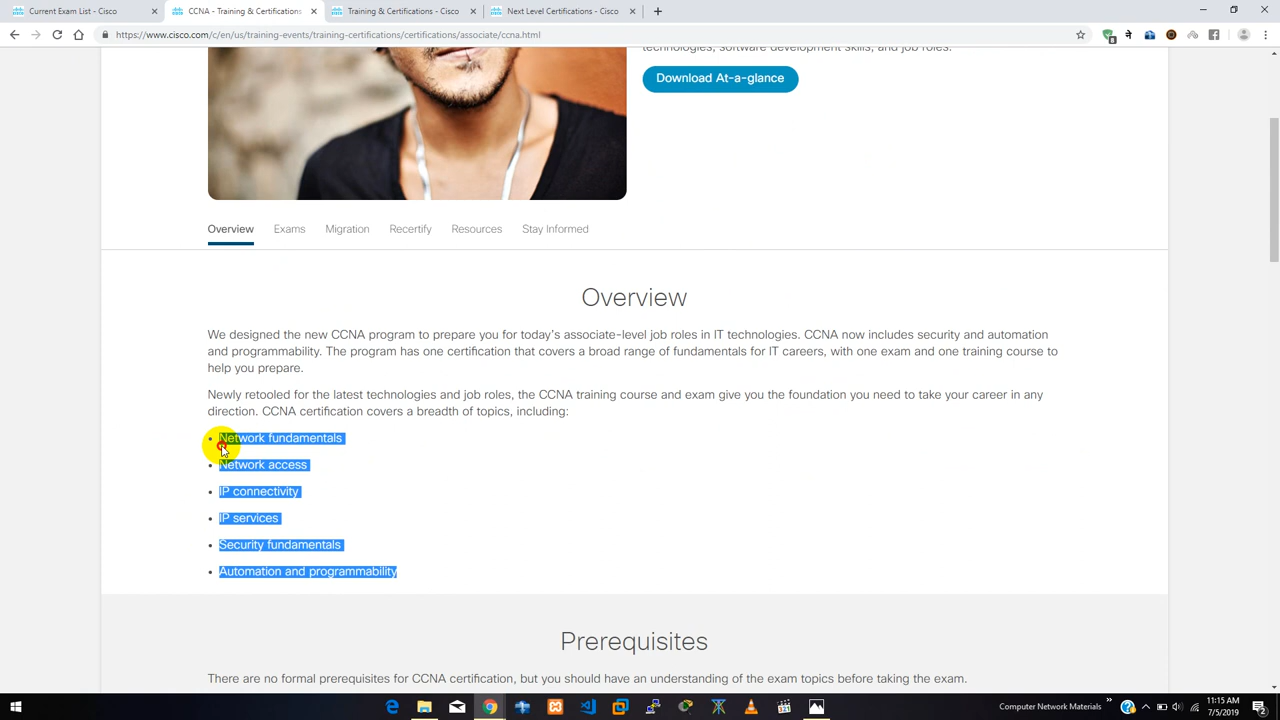 Current Exam List - Cisco
CCNA - Training & Certifications
Training & Certifications - Cisco
Next Level Certifications - Cisco
https://www.cisco.com/c/en/us/training-events/training-certifications/certifications/associate/ccna.html
technologies, software development skills, and job roles.
Download At-a-glance
Overview
Exams
Migration
Recertify
Resources
Stay Informed
Overview
We designed the new CCNA program to prepare you for today's associate-level job roles in IT technologies. CCNA now includes security and automation
and programmability. The program has one certification that covers a broad range of fundamentals for IT careers, with one exam and one training course to
help you prepare.
Newly retooled for the latest technologies and job roles, the CCNA training course and exam give you the foundation you need to take your career in any
direction. CCNA certification covers a breadth of topics, including:
• Network fundamentals
• Network access
• IP connectivity
• IP services
• Security fundamentals
• Automation and programmability
Prerequisites
There are no formal prerequisites for CCNA certification, but you should have an understanding of the exam topics before taking the exam.
Computer Network Materials
11:15 AM
7/5/2019